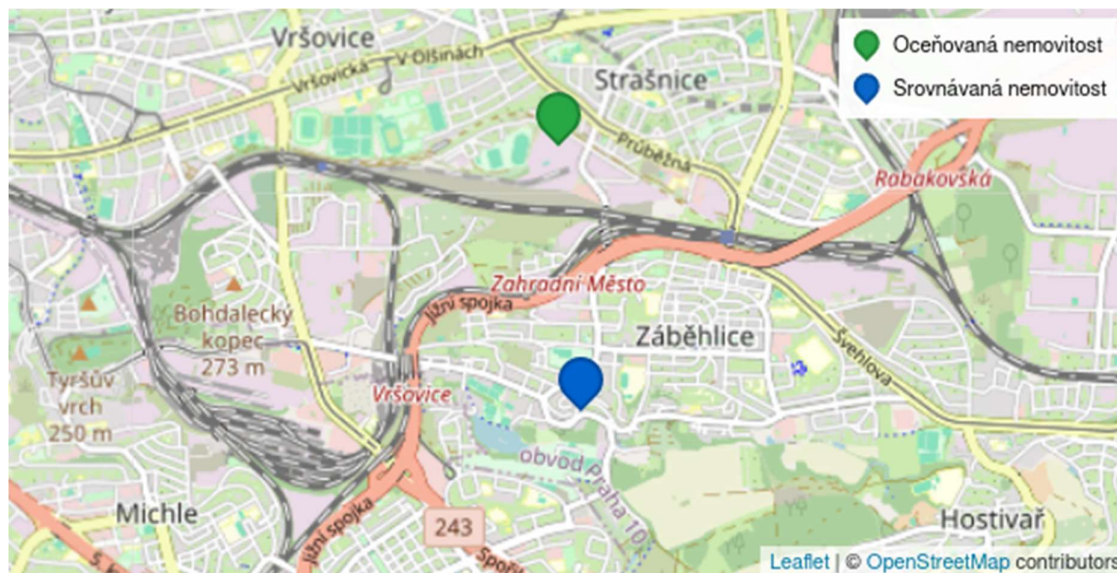 Vršovice
Oceňovaná nemovitost
Srovnávaná nemovitost
V Olšinách
Vršovická
Strašnice
Průběžná
Rabakovská
Zahradní Město
Jižní spojka
Bohdalecký
kopec
273 m
Záběhlice
Švehlova
Tyršův
vrch
250 m
Vršovice
obvod Praha 10
Michle
243
Hostivař
Jižní spojka
Leaflet | © OpenStreetMap contributors